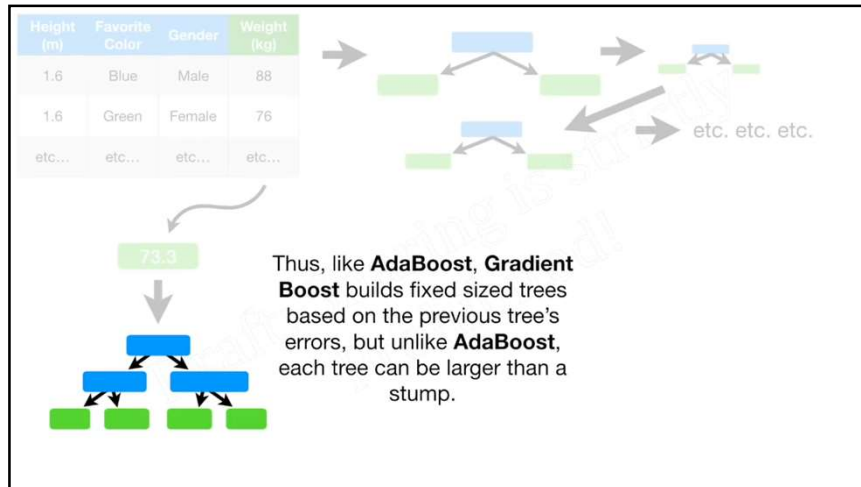 Height (m) Favorite Color Gender Weight (kg)
1.6 Blue Male 88
1.6 Green Female 76
etc... etc... etc... etc...
etc. etc. etc.
73.3
Thus, like AdaBoost, Gradient
Boost builds fixed sized trees
based on the previous tree's
errors, but unlike AdaBoost,
each tree can be larger than a
stump.